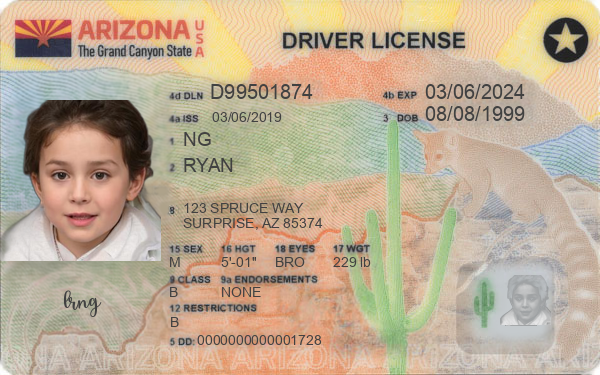 ARIZONA USA
The Grand Canyon State
DRIVER LICENSE
4d DLN D99501874
4b EXP 03/06/2024
4a ISS 03/06/2019
3 DOB 08/08/1999
1 NG
2 RYAN
8 123 SPRUCE WAY
SURPRISE, AZ 85374
15 SEX 16 HGT 18 EYES 17 WGT
M 5'-01" BRO 229 lb
9 CLASS 9a ENDORSEMENTS
B NONE
12 RESTRICTIONS
B
5 DD: 0000000000001728
lrng
ARIZONA ARIZONA ARIZONA ARIZONA